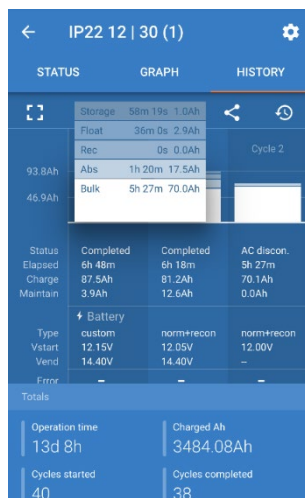 IP22 12 | 30 (1)
STATUS GRAPH HISTORY
Storage 58m 19s 1.0Ah
Float 36m 0s 2.9Ah
Rec 0s 0.0Ah
Abs 1h 20m 17.5Ah
Bulk 5h 27m 70.0Ah
Cycle 2
93.8Ah
46.9Ah
Status Completed Completed AC discon.
Elapsed 6h 48m 6h 18m 5h 27m
Charge 87.5Ah 81.2Ah 70.1Ah
Maintain 3.9Ah 12.6Ah 0.0Ah
Battery
Type custom norm+recon norm+recon
Vstart 12.15V 12.05V 12.00V
Vend 14.40V 14.40V –
Error – – –
Totals
Operation time Charged Ah
13d 8h 3484.08Ah
Cycles started Cycles completed
40 38